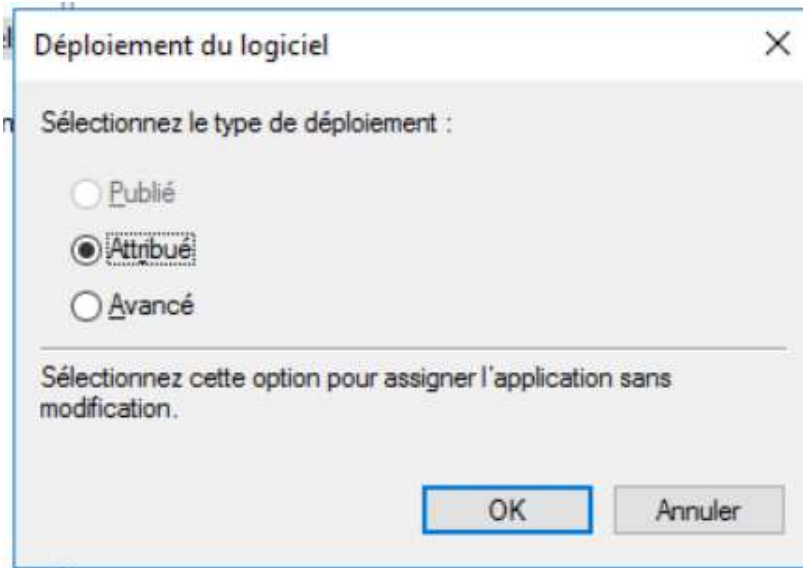 Déploiement du logiciel
Sélectionnez le type de déploiement :
Publié
Attribué
Avancé
Sélectionnez cette option pour assigner l'application sans
modification.
OK
Annuler